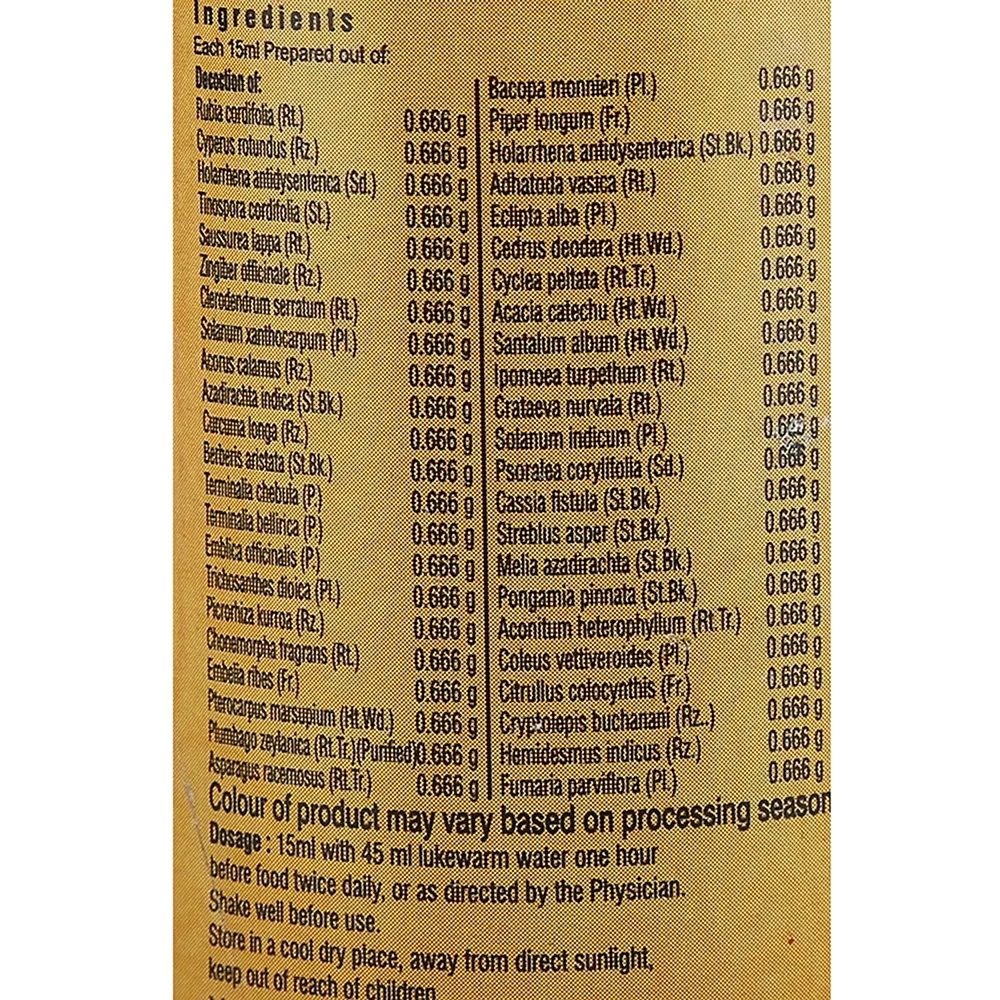 Ingredients
Each 15ml Prepared out of:
Decoction of:
Rubia cordifolia (Rt.) 0.666 g
Cyperus rotundus (Rz.) 0.666 g
Holarrhena antidysenterica (Sd.) 0.666 g
Tinospora cordifolia (St.) 0.666 g
Saussurea lappa (Rt.) 0.666 g
Zingiber officinale (Rz.) 0.666 g
Clerodendrum serratum (Rt.) 0.666 g
Solanum xanthocarpum (Pl.) 0.666 g
Acorus calamus (Rz.) 0.666 g
Azadirachta indica (St.Bk.) 0.666 g
Curcuma longa (Rz.) 0.666 g
Berberis aristata (St.Bk.) 0.666 g
Terminalia chebula (P.) 0.666 g
Terminalia bellirica (P.) 0.666 g
Emblica officinalis (P.) 0.666 g
Trichosanthes dioica (Pl.) 0.666 g
Picrorhiza kurroa (Rz.) 0.666 g
Chonemorpha fragrans (Rt.) 0.666 g
Embelia ribes (Fr.) 0.666 g
Pterocarpus marsupium (Ht.Wd.) 0.666 g
Plumbago zeylanica (Rt.Tr.)(Purified) 0.666 g
Asparagus racemosus (Rt.Tr.) 0.666 g
Bacopa monnieri (Pl.) 0.666 g
Piper longum (Fr.) 0.666 g
Holarrhena antidysenterica (St.Bk.) 0.666 g
Adhatoda vasica (Rt.) 0.666 g
Eclipta alba (Pl.) 0.666 g
Cedrus deodara (Ht.Wd.) 0.666 g
Cyclea peltata (Rt.Tr.) 0.666 g
Acacia catechu (Ht.Wd.) 0.666 g
Santalum album (Ht.Wd.) 0.666 g
Ipomoea turpethum (Rt.) 0.666 g
Crataeva nurvala (Rt.) 0.666 g
Solanum indicum (Pl.) 0.666 g
Psoralea corylifolia (Sd.) 0.666 g
Cassia fistula (St.Bk.) 0.666 g
Streblus asper (St.Bk.) 0.666 g
Melia azadirachta (St.Bk.) 0.666 g
Pongamia pinnata (St.Bk.) 0.666 g
Aconitum heterophyllum (Rt.Tr.) 0.666 g
Coleus vettiveroides (Pl.) 0.666 g
Citrullus colocynthis (Fr.) 0.666 g
Cryptolepis buchanani (Rz..) 0.666 g
Hemidesmus indicus (Rz.) 0.666 g
Fumaria parviflora (Pl.) 0.666 g
Colour of product may vary based on processing season
Dosage : 15ml with 45 ml lukewarm water one hour
before food twice daily, or as directed by the Physician.
Shake well before use.
Store in a cool dry place, away from direct sunlight,
keep out of reach of children